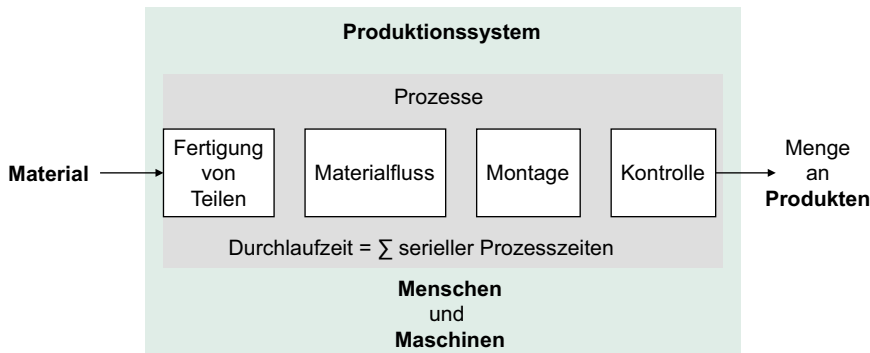 Produktionssystem
Prozesse
Material
Fertigung
von
Teilen
Materialfluss
Montage
Kontrolle
Menge
an
Produkten
Durchlaufzeit = ∑ serieller Prozesszeiten
Menschen
und
Maschinen